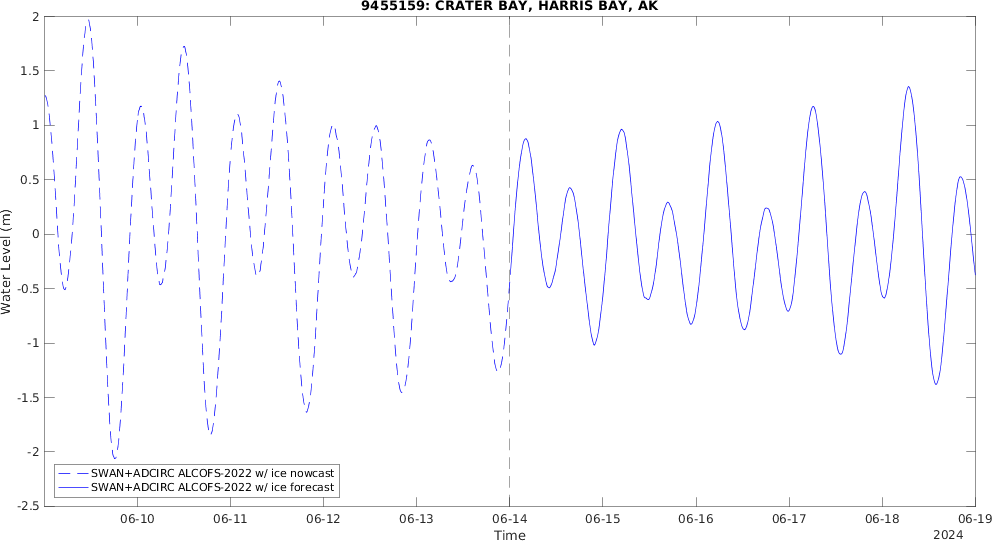 9455159: CRATER BAY, HARRIS BAY, AK
2
1.5
1
0.5
0
-0.5
-1
-1.5
-2
-2.5
Water Level (m)
SWAN+ADCIRC ALCOFS-2022 w/ ice nowcast
SWAN+ADCIRC ALCOFS-2022 w/ ice forecast
06-10 06-11 06-12 06-13 06-14 06-15 06-16 06-17 06-18 06-19
Time
2024